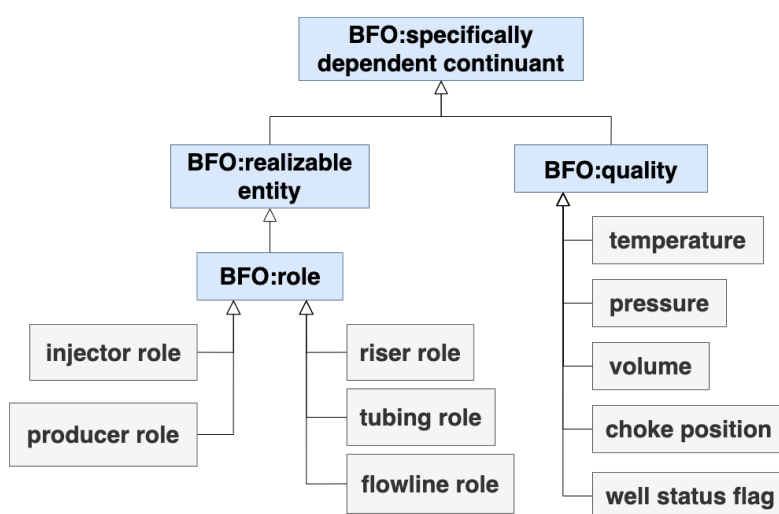 BFO:specifically
dependent continuant
BFO:realizable
entity
BFO:quality
temperature
BFO:role
pressure
injector role
riser role
volume
producer role
tubing role
choke position
flowline role
well status flag